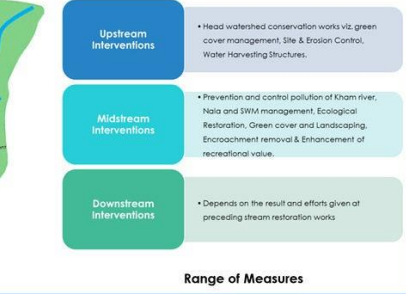 Upstream
Interventions
• Head watershed conservation works viz. green
cover management, Site & Erosion Control,
Water Harvesting Structures.
Midstream
Interventions
• Prevention and control pollution of Kham river,
Nala and SWM management, Ecological
Restoration, Green cover and Landscaping,
Encroachment removal & Enhancement of
recreational value.
Downstream
Interventions
• Depends on the result and efforts given at
preceding stream restoration works
Range of Measures